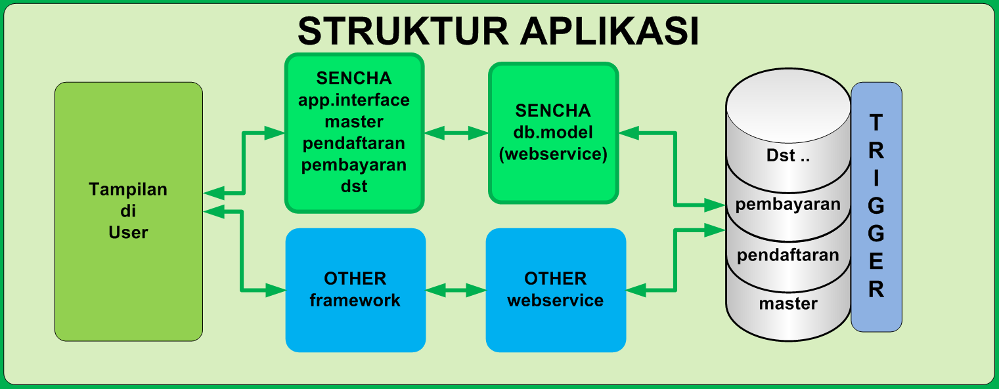 STRUKTUR APLIKASI
Tampilan
di
User
SENCHA
app.interface
master
pendaftaran
pembayaran
dst
SENCHA
db.model
(webservice)
OTHER
framework
OTHER
webservice
Dst ..
pembayaran
pendaftaran
master
T
R
I
G
G
E
R